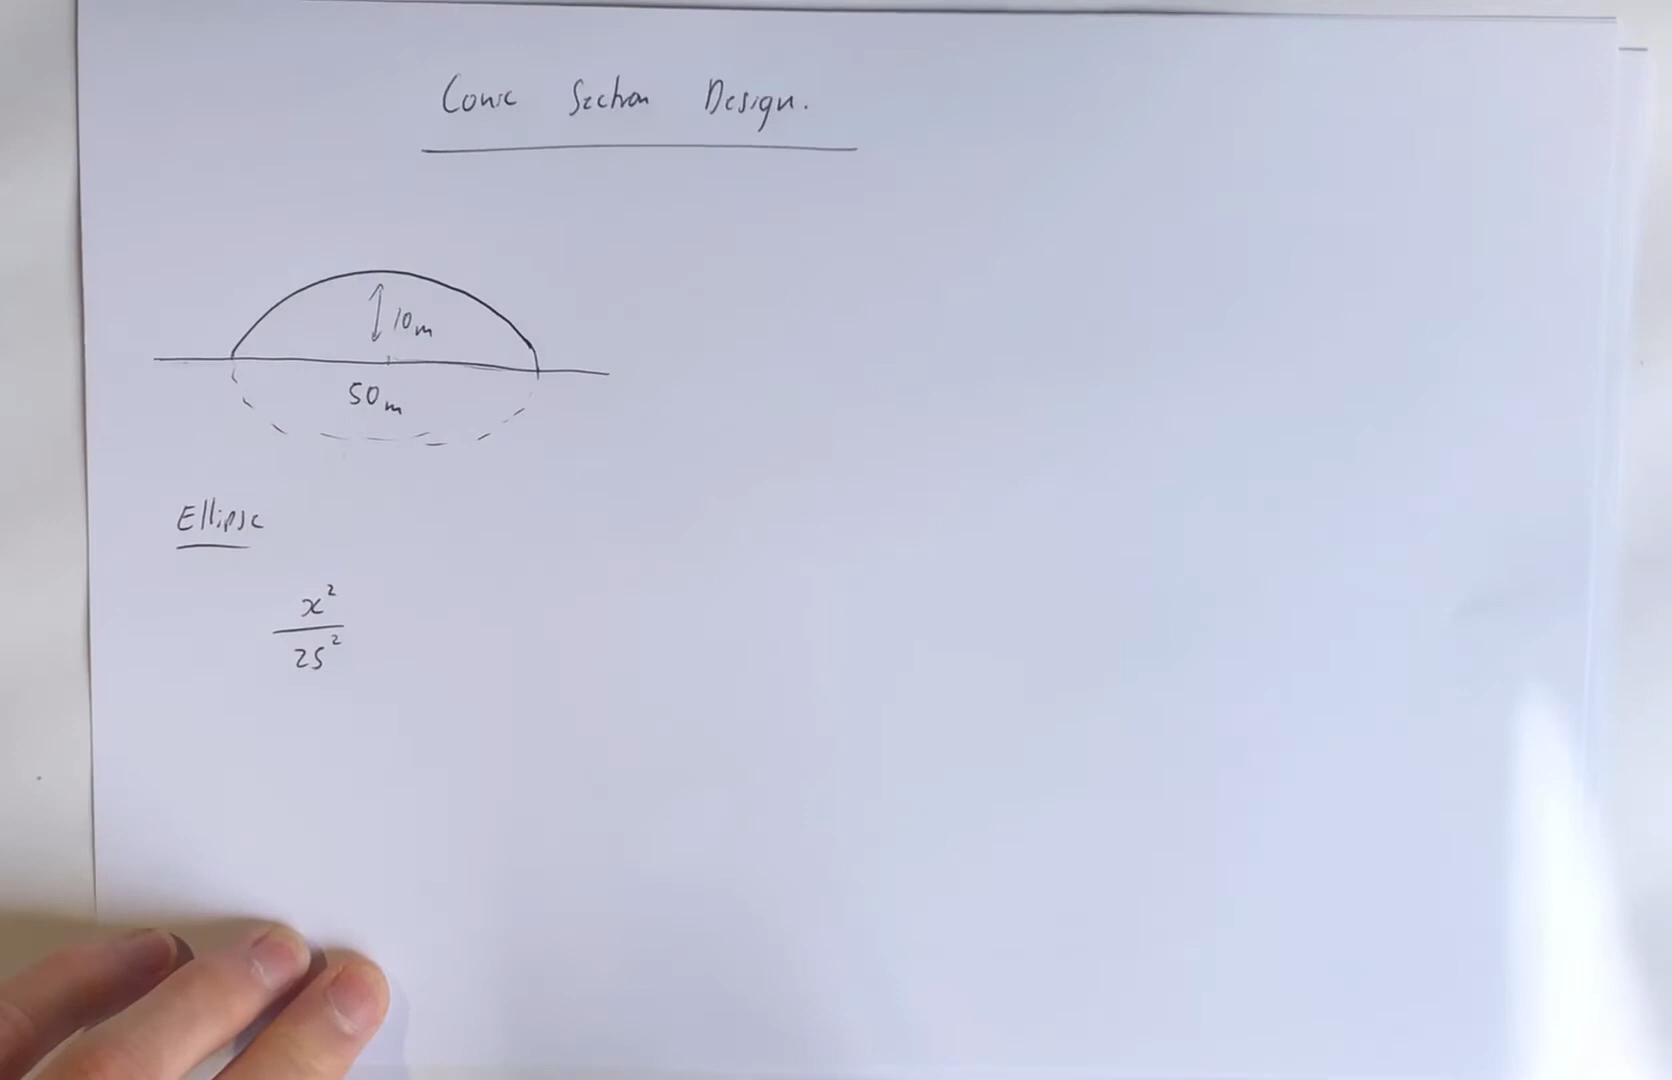 Conic Section Design.
10m
50m
Ellipse
x²
25²